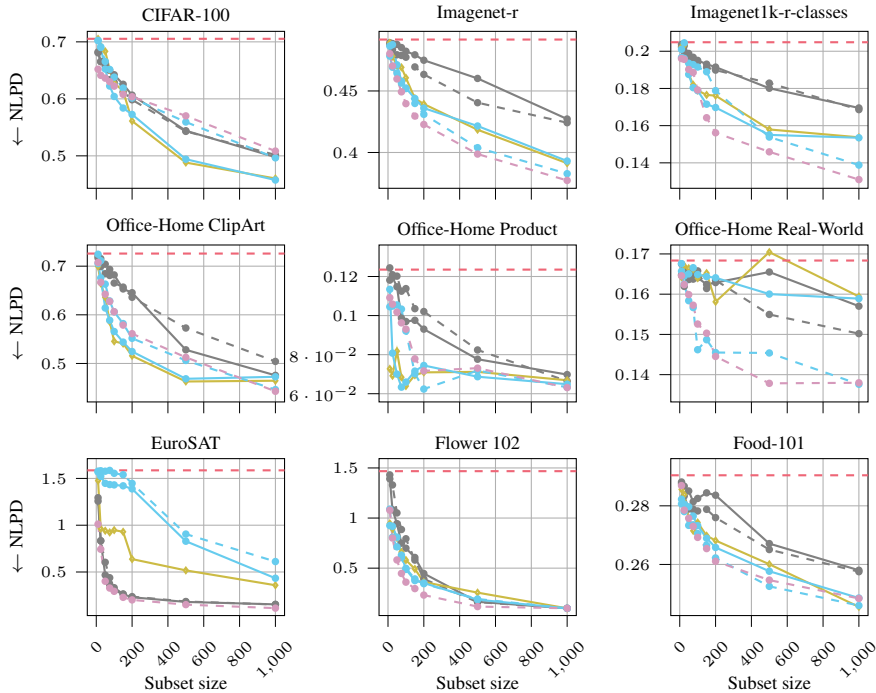 CIFAR-100
Imagenet-r
Imagenet1k-r-classes
← NLPD
0.7
0.6
0.5
0.45
0.4
0.2
0.18
0.16
0.14
Office-Home ClipArt
Office-Home Product
Office-Home Real-World
← NLPD
0.7
0.6
0.5
0.12
0.1
8 · 10⁻²
6 · 10⁻²
0.17
0.16
0.15
0.14
EuroSAT
Flower 102
Food-101
← NLPD
1.5
1
0.5
1.5
1
0.5
0.28
0.26
0
200
400
600
800
1,000
0
200
400
600
800
1,000
0
200
400
600
800
1,000
Subset size
Subset size
Subset size